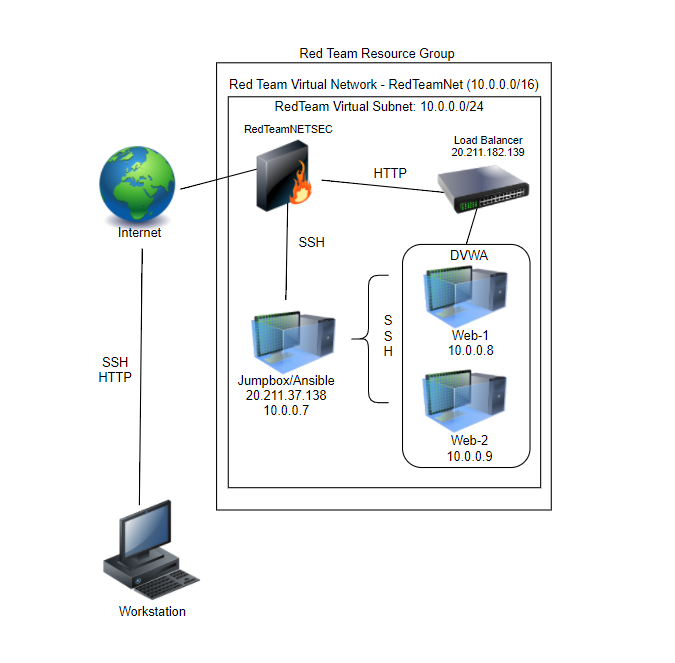 Red Team Resource Group
Red Team Virtual Network - RedTeamNet (10.0.0.0/16)
RedTeam Virtual Subnet: 10.0.0.0/24
RedTeamNETSEC
Load Balancer
20.211.182.139
HTTP
Internet
SSH
DVWA
Web-1
10.0.0.8
S
S
H
Jumpbox/Ansible
20.211.37.138
10.0.0.7
Web-2
10.0.0.9
SSH
HTTP
Workstation